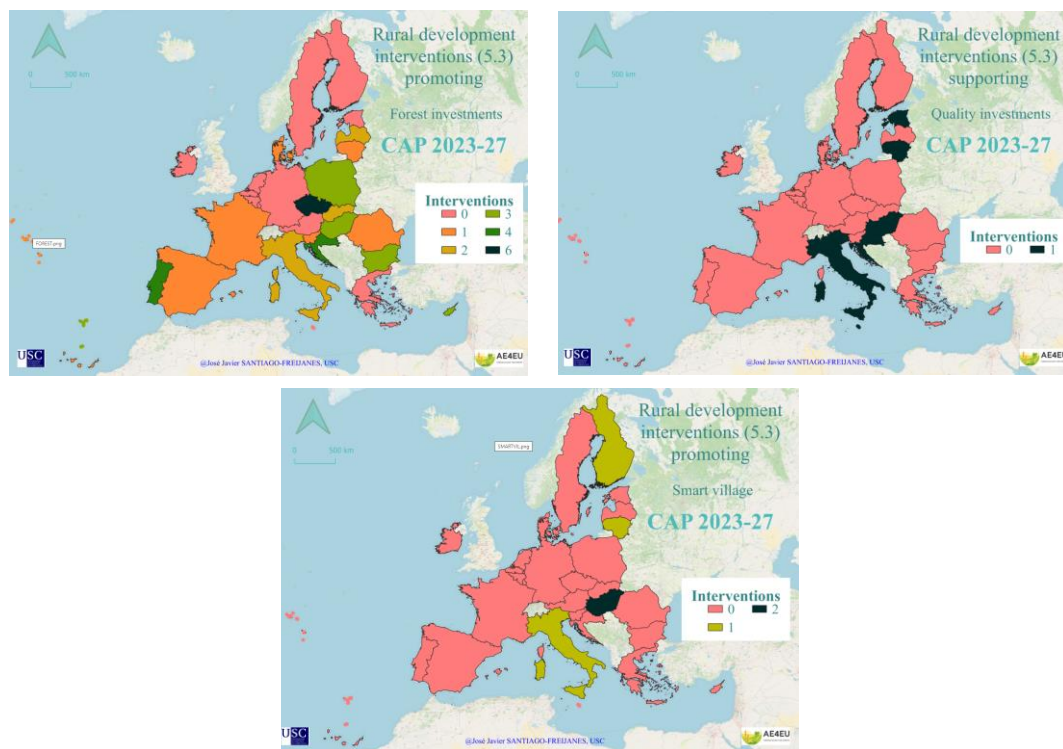 Rural development
interventions (5.3)
promoting
Forest investments
CAP 2023-27
0
500 km
Interventions
0
3
1
4
2
6
FOREST.png
USC
@José Javier SANTIAGO-FREIJANES, USC
AE4EU
Rural development
interventions (5.3)
supporting
Quality investments
CAP 2023-27
0
500 km
Interventions
0
1
USC
@José Javier SANTIAGO-FREIJANES, USC
AE4EU
Rural development
interventions (5.3)
promoting
Smart village
CAP 2023-27
0
500 km
Interventions
0
2
1
USC
@José Javier SANTIAGO-FREIJANES, USC
AE4EU